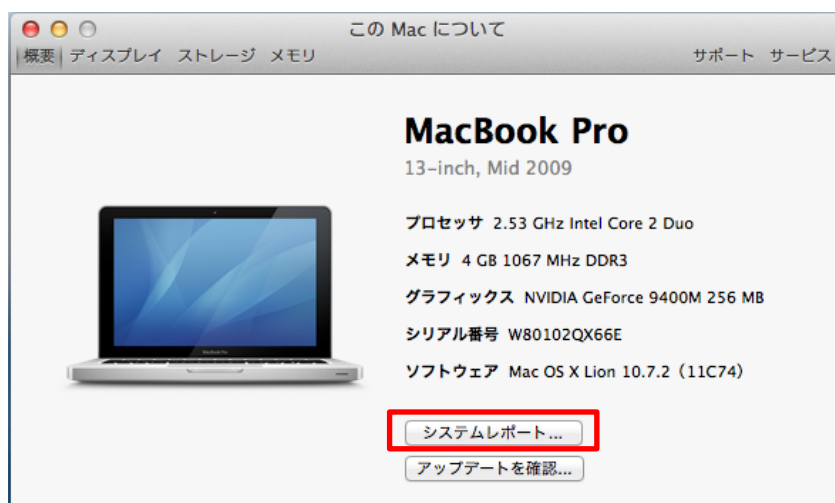 この Mac について
概要 ディスプレイ ストレージ メモリ サポート サービス
MacBook Pro
13-inch, Mid 2009
プロセッサ 2.53 GHz Intel Core 2 Duo
メモリ 4 GB 1067 MHz DDR3
グラフィックス NVIDIA GeForce 9400M 256 MB
シリアル番号 W80102QX66E
ソフトウェア Mac OS X Lion 10.7.2（11C74）
システムレポート...
アップデートを確認...